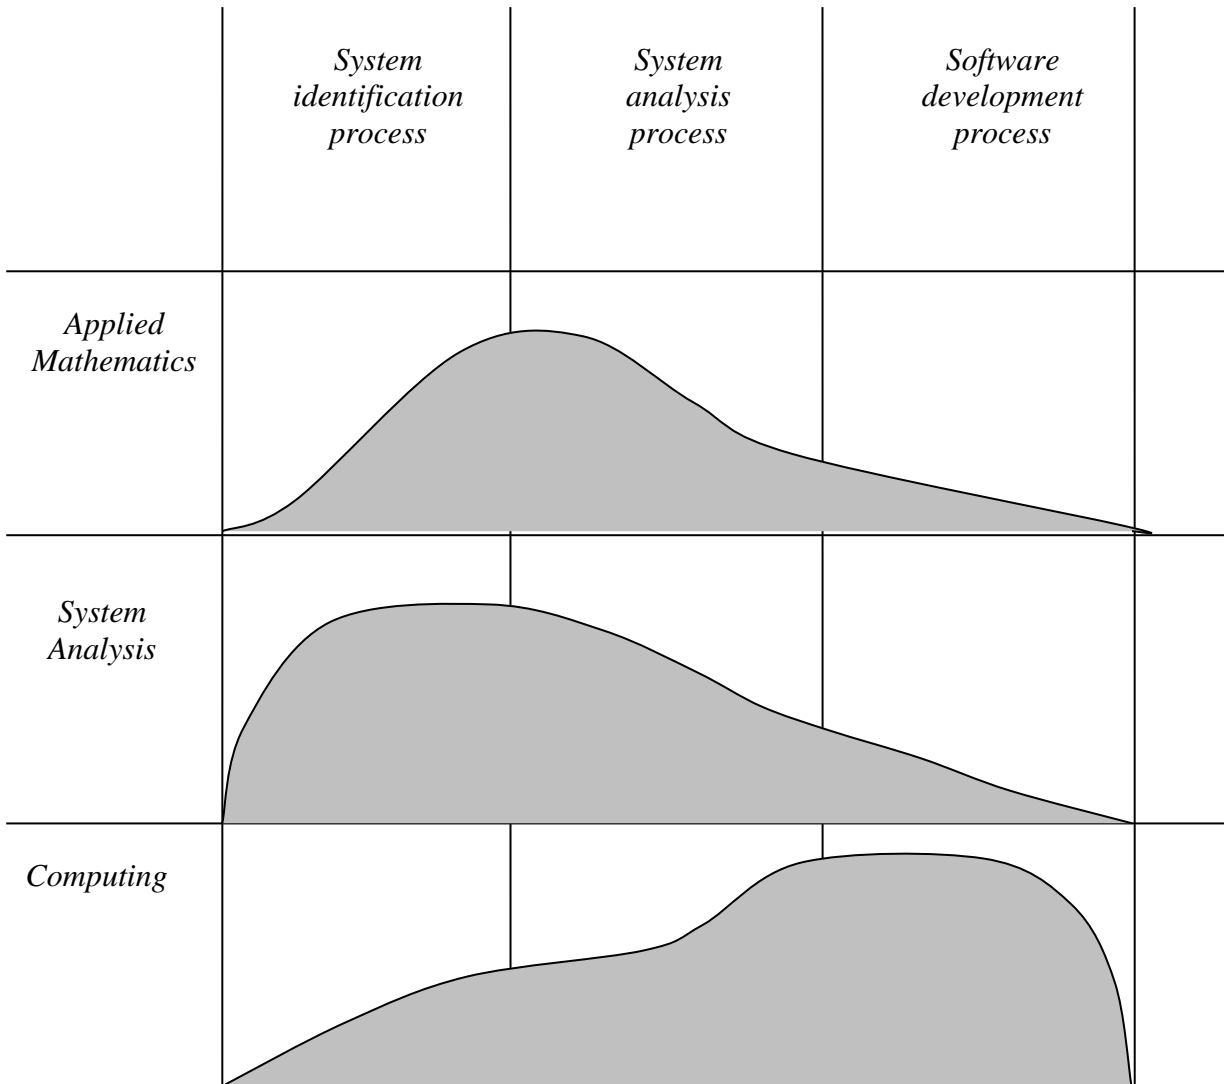 System
identification
process
System
analysis
process
Software
development
process
Applied
Mathematics
System
Analysis
Computing